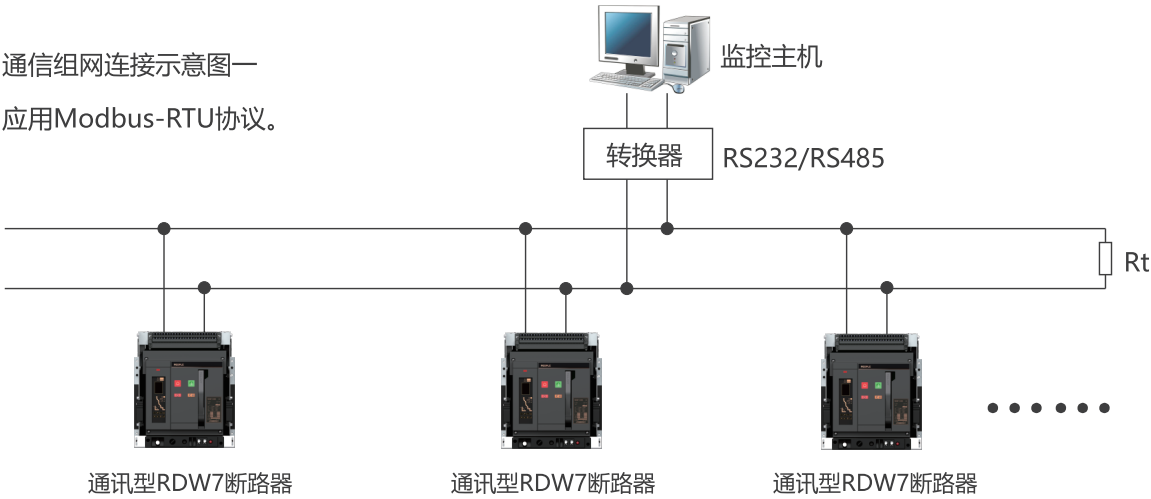 通信组网连接示意图一
应用Modbus-RTU协议。
监控主机
转换器
RS232/RS485
Rt
通讯型RDW7断路器
通讯型RDW7断路器
通讯型RDW7断路器